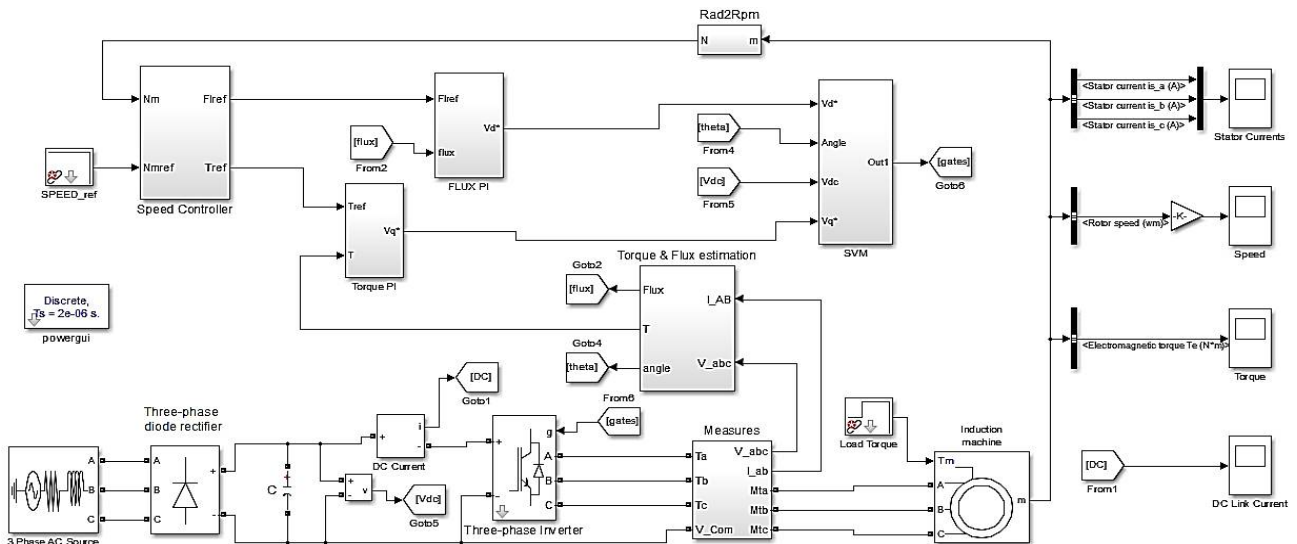 Rad2Rpm
N
m
Nm
FIref
Nmref
Tref
Speed Controller
SPEED_ref
FIref
flux
Vd*
FLUX PI
[flux]
From2
Tref
T
Vq*
Torque PI
[theta]
From4
[Vdc]
From5
Vd*
Angle
Vdc
Vq*
Out1
SVM
[gates]
Goto6
<Stator current is_a (A)>
<Stator current is_b (A)>
<Stator current is_c (A)>
Stator Currents
<Rotor speed (wm)>
-K-
Speed
<Electromagnetic torque Te (N*m)>
Torque
Discrete,
Ts = 2e-06 s.
powergui
Torque & Flux estimation
Flux
T
angle
I_AB
V_abc
Goto2
[flux]
Goto4
[theta]
[DC]
Goto1
From6
[gates]
Three-phase
diode rectifier
A
B
C
3 Phase AC Source
A
B
C
+
-
C
+
+
i
-
DC Current
+
-
v
[Vdc]
Goto5
+
-
g
A
B
C
Three-phase Inverter
Measures
Ta
Tb
Tc
V_Com
V_abc
I_ab
Mta
Mtb
Mtc
Load Torque
Induction
machine
Tm
A
B
C
m
[DC]
From1
DC Link Current